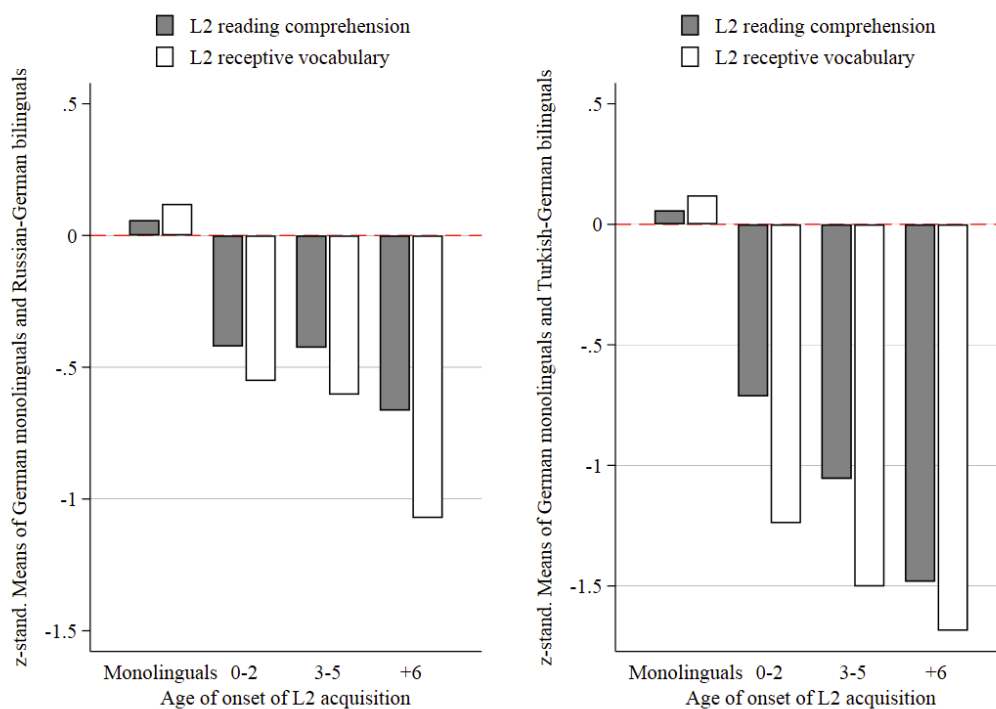 L2 reading comprehension
L2 receptive vocabulary
z-stand. Means of German monolinguals and Russian-German bilinguals
.5
0
-.5
-1
-1.5
Monolinguals 0-2 3-5 +6
Age of onset of L2 acquisition
L2 reading comprehension
L2 receptive vocabulary
z-stand. Means of German monolinguals and Turkish-German bilinguals
.5
0
-.5
-1
-1.5
Monolinguals 0-2 3-5 +6
Age of onset of L2 acquisition